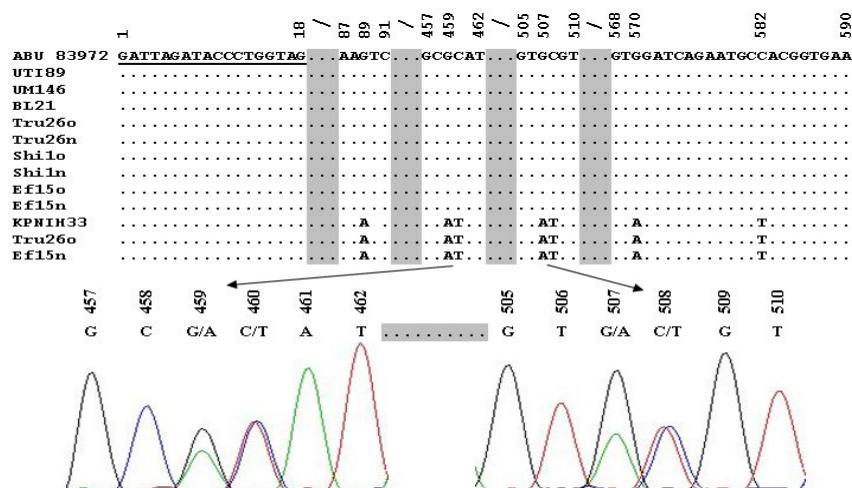 1 18 / 87 89 91 / 457 459 462 / 505 507 510 / 568 570 582 590
ABU 83972 GATTAGATACCCTGGTAG...AAGTC...GCGCAT...GTGCGT...GTGGATCAGAATGCCACGGTGAA
UTI89
UM146
BL21
Tru26o
Tru26n
Shi1o
Shi1n
Ef15o
Ef15n
KPNIH33 A AT AT A T
Tru26o A AT AT A T
Ef15n A AT AT A T
457 458 459 460 461 462 505 506 507 508 509 510
G C G/A C/T A T .......... G T G/A C/T G T